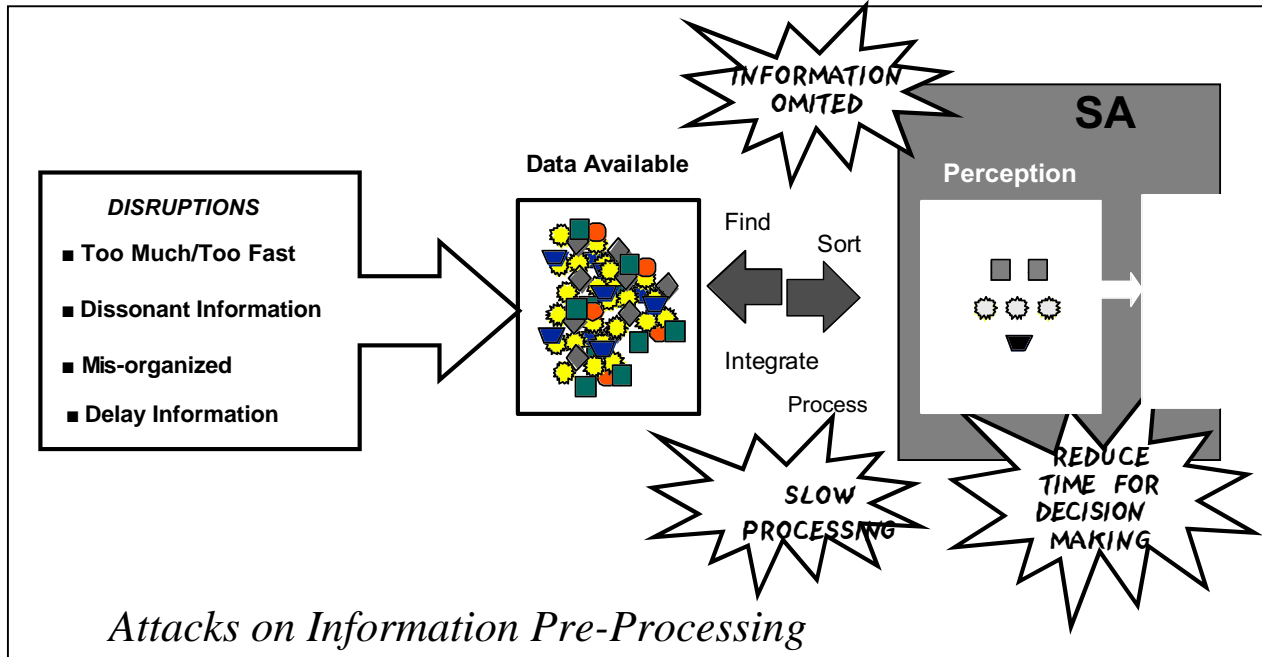 DISRUPTIONS
■ Too Much/Too Fast
■ Dissonant Information
■ Mis-organized
■ Delay Information
Data Available
Find
Sort
Integrate
Process
INFORMATION
OMITED
SLOW
PROCESSING
SA
Perception
REDUCE
TIME FOR
DECISION
MAKING
Attacks on Information Pre-Processing